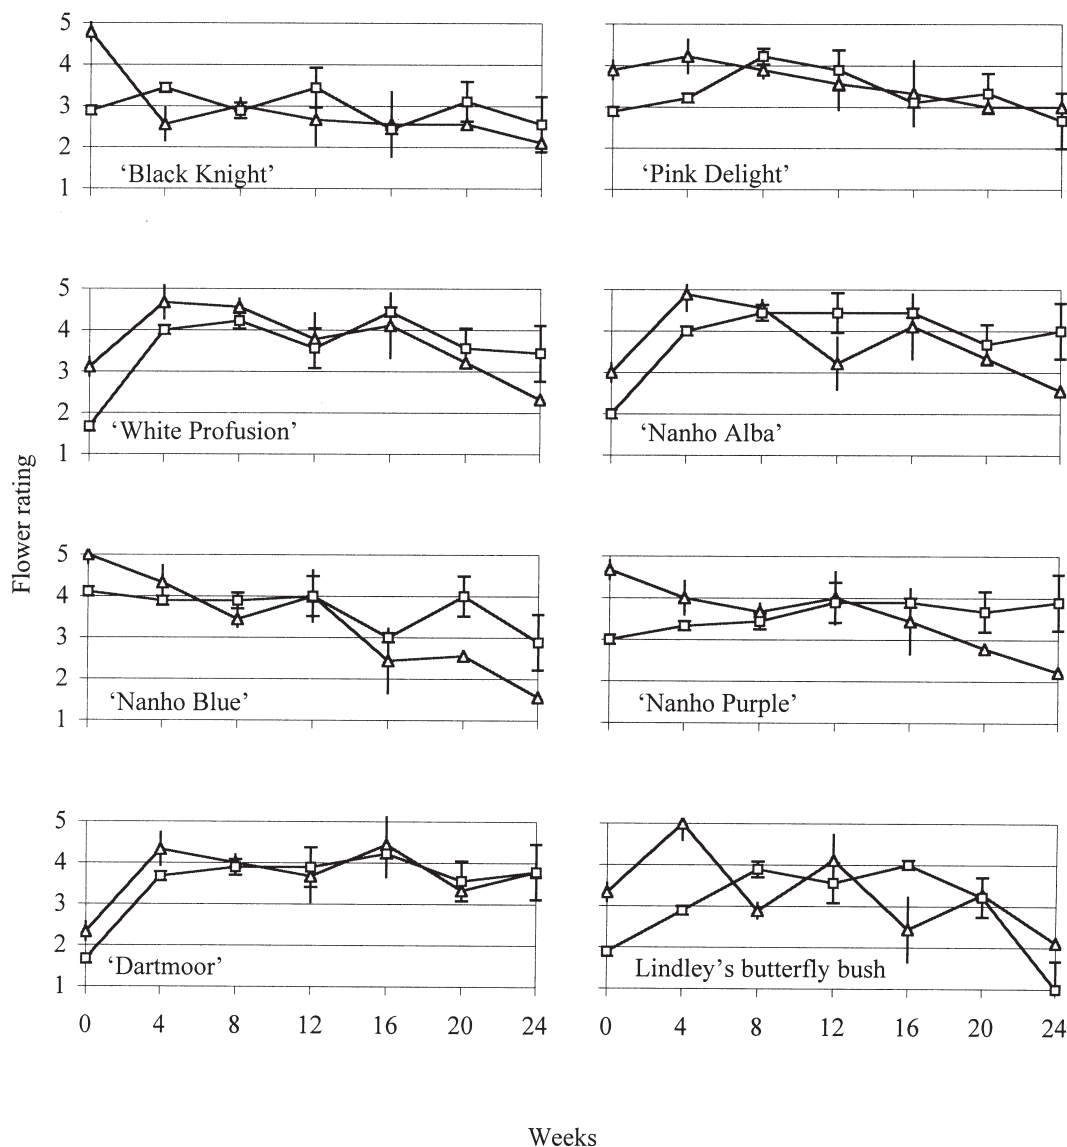 5
4
3
2
1
‘Black Knight’
‘Pink Delight’
5
4
3
2
1
‘White Profusion’
‘Nanho Alba’
Flower rating
5
4
3
2
1
‘Nanho Blue’
‘Nanho Purple’
5
4
3
2
1
‘Dartmoor’
Lindley’s butterfly bush
0 4 8 12 16 20 24
0 4 8 12 16 20 24
Weeks